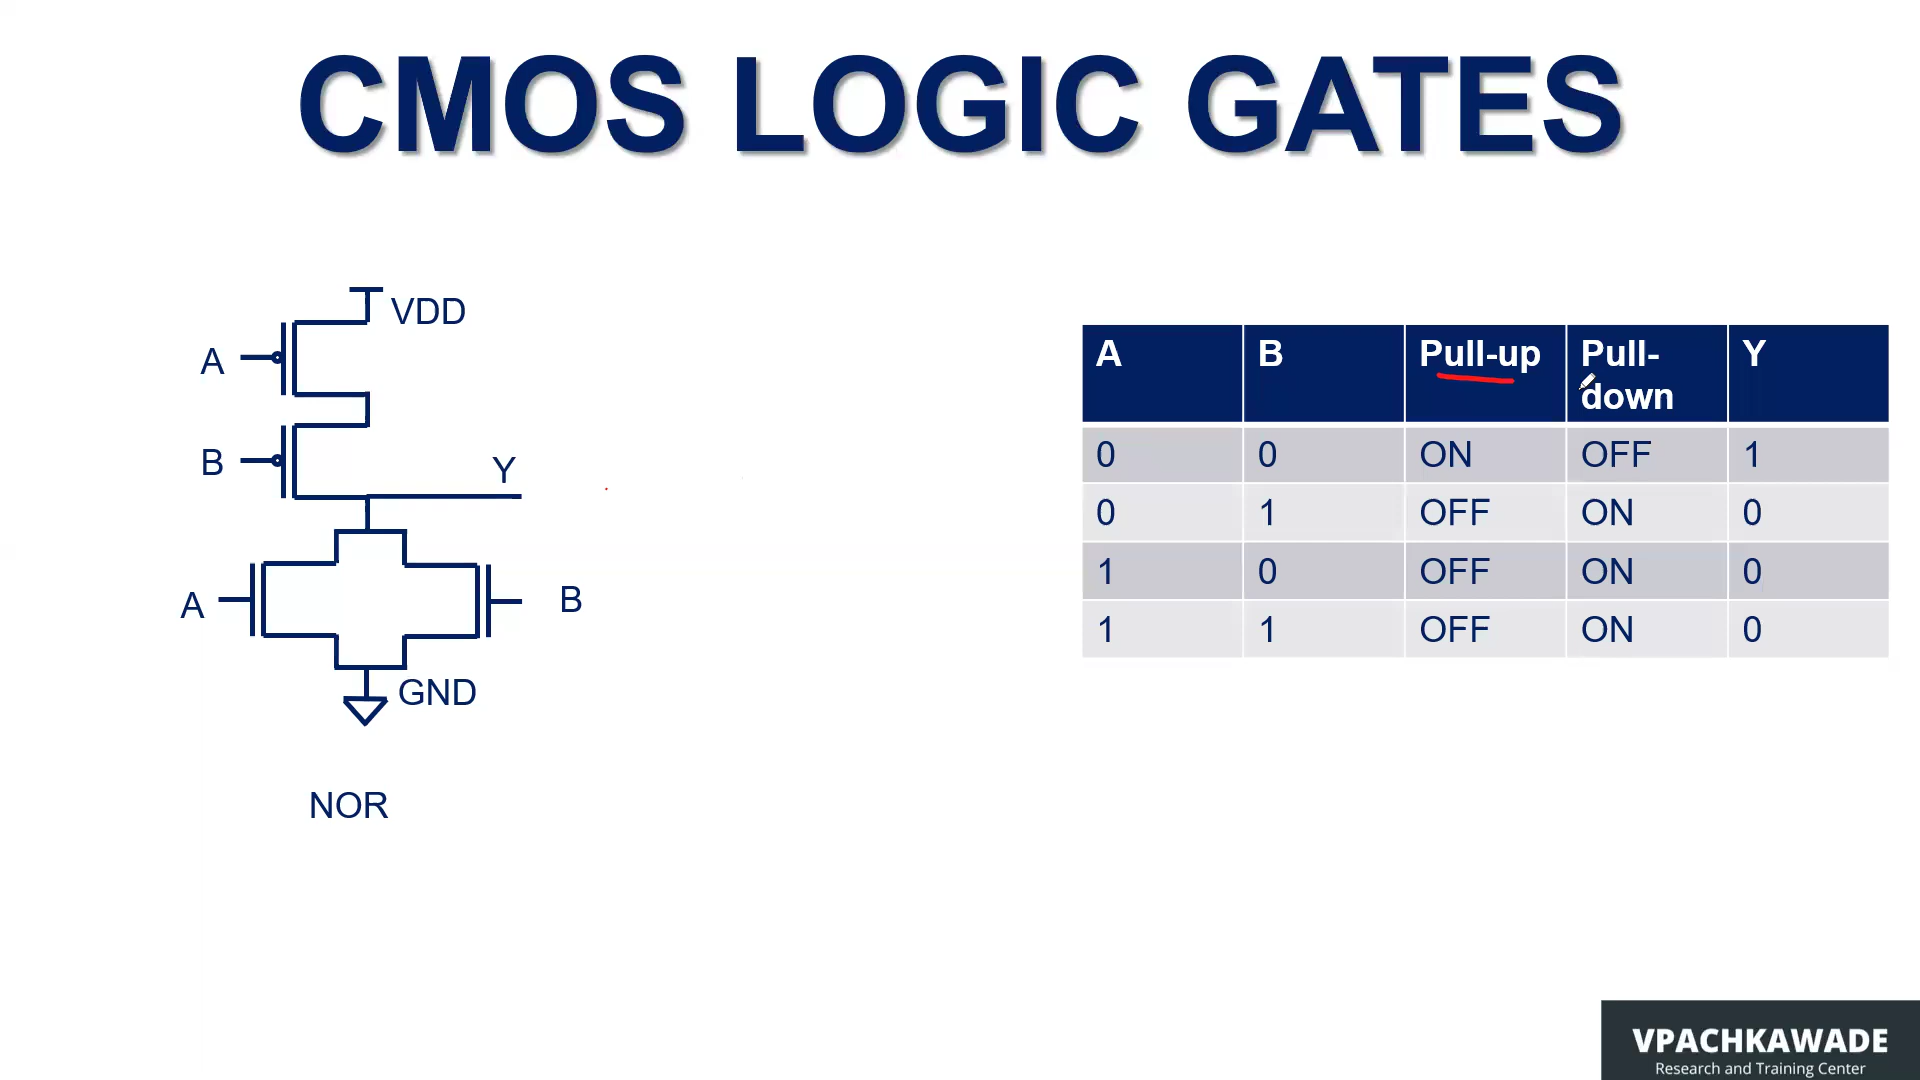 CMOS LOGIC GATES
VDD
A
B
Y
A
B
GND
NOR
A B Pull-up Pull-
down Y
0 0 ON OFF 1
0 1 OFF ON 0
1 0 OFF ON 0
1 1 OFF ON 0
VPACHKAWADE
Research and Training Center